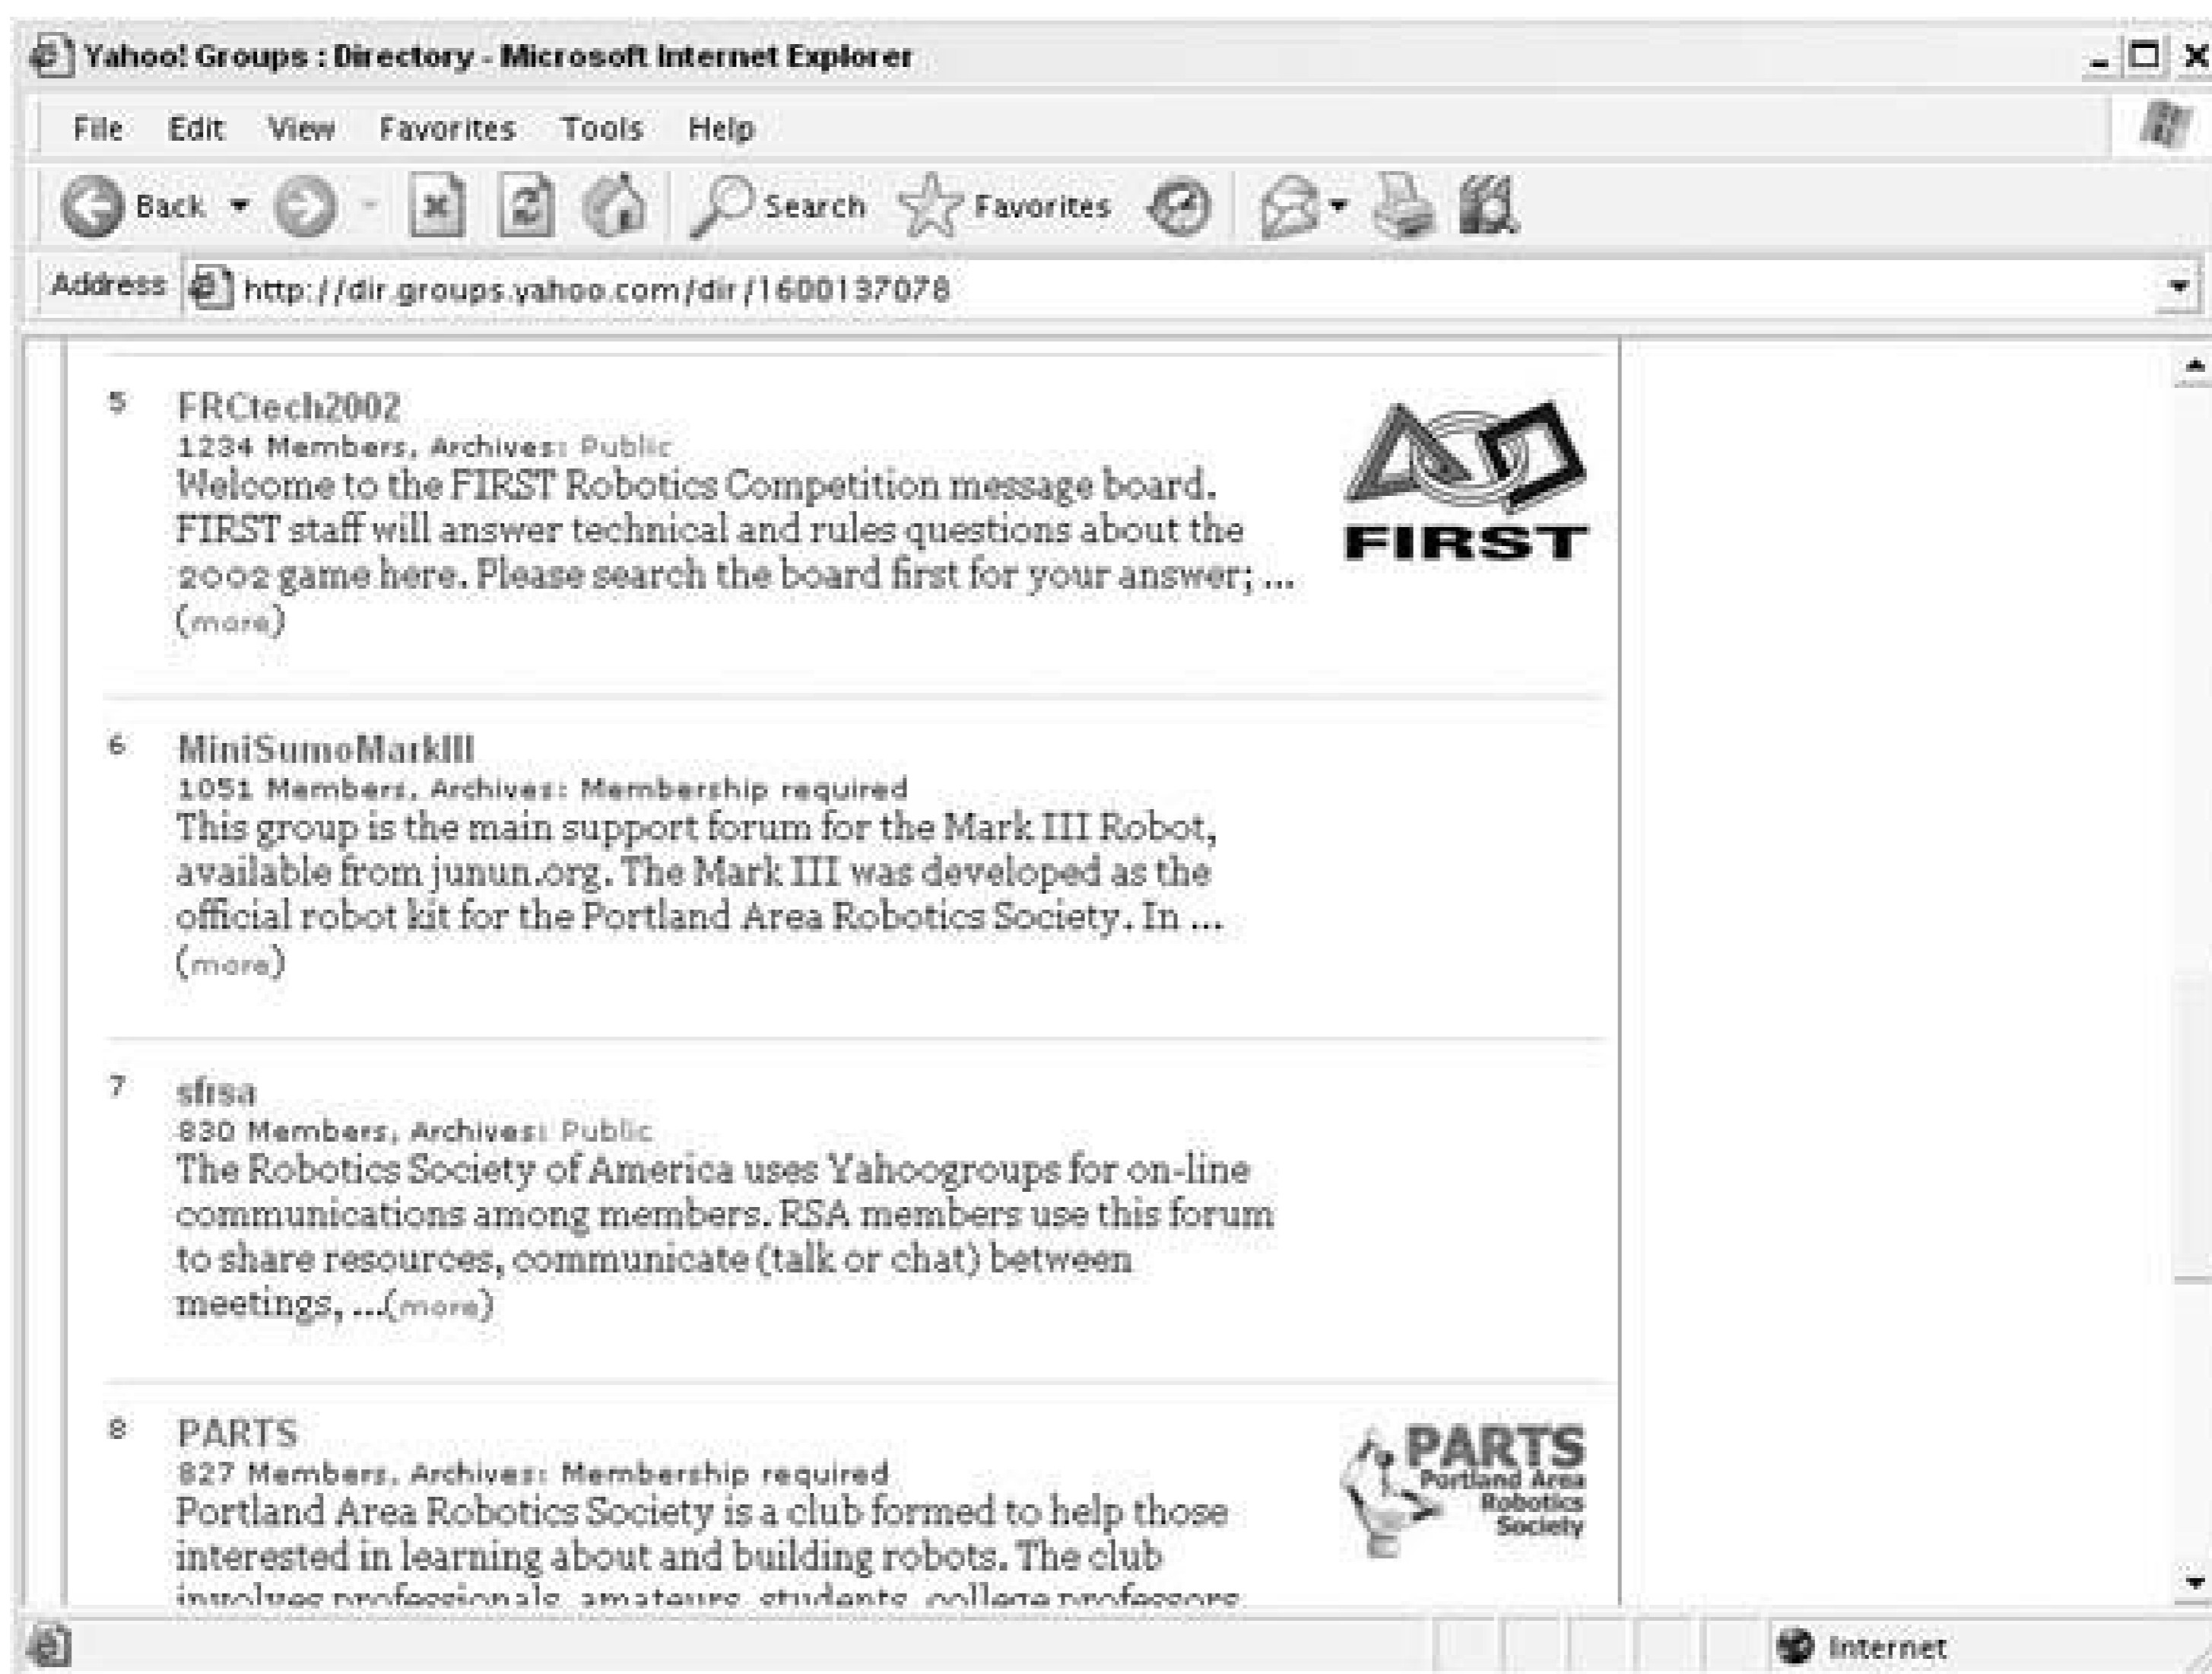 Yahoo! Groups : Directory - Microsoft Internet Explorer
File Edit View Favorites Tools Help
Back Search Favorites
Address http://dir.groups.yahoo.com/dir/1600137078
5 FRCtech2002
1234 Members, Archives: Public
Welcome to the FIRST Robotics Competition message board.
FIRST staff will answer technical and rules questions about the
2002 game here. Please search the board first for your answer; ...
(more)
FIRST
6 MiniSumoMarkIII
1051 Members, Archives: Membership required
This group is the main support forum for the Mark III Robot,
available from junun.org. The Mark III was developed as the
official robot kit for the Portland Area Robotics Society. In ...
(more)
7 sfrsa
830 Members, Archives: Public
The Robotics Society of America uses Yahoogroups for on-line
communications among members. RSA members use this forum
to share resources, communicate (talk or chat) between
meetings, ...(more)
8 PARTS
827 Members, Archives: Membership required
Portland Area Robotics Society is a club formed to help those
interested in learning about and building robots. The club
involves professionals, amateurs, students, college professors
PARTS
Portland Area
Robotics
Society
Internet